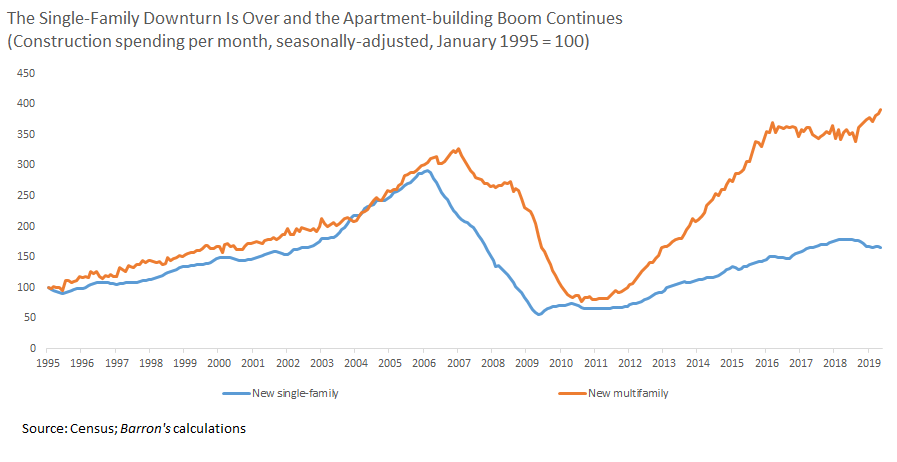 The Single-Family Downturn Is Over and the Apartment-building Boom Continues
(Construction spending per month, seasonally-adjusted, January 1995 = 100)
450
400
350
300
250
200
150
100
50
0
1995 1996 1997 1998 1999 2000 2001 2002 2003 2004 2005 2006 2007 2008 2009 2010 2011 2012 2013 2014 2015 2016 2017 2018 2019
New single-family New multifamily
Source: Census; Barron's calculations